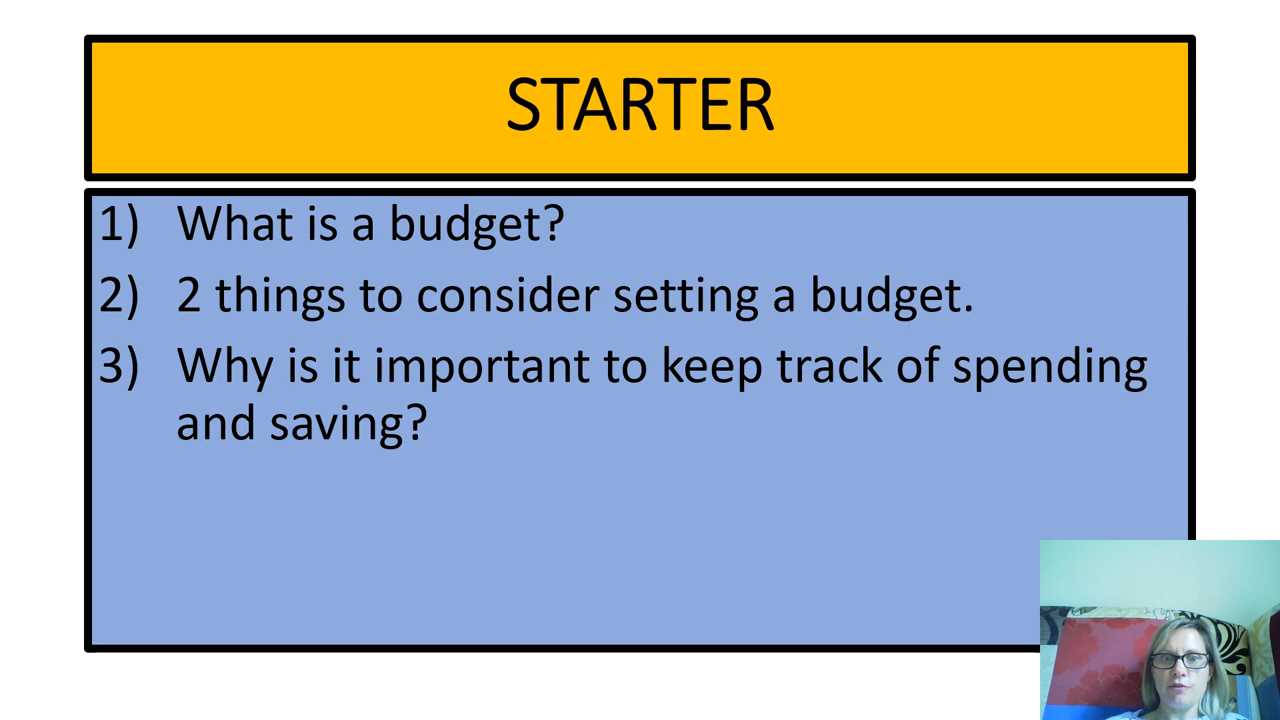 STARTER
1) What is a budget?
2) 2 things to consider setting a budget.
3) Why is it important to keep track of spending
and saving?